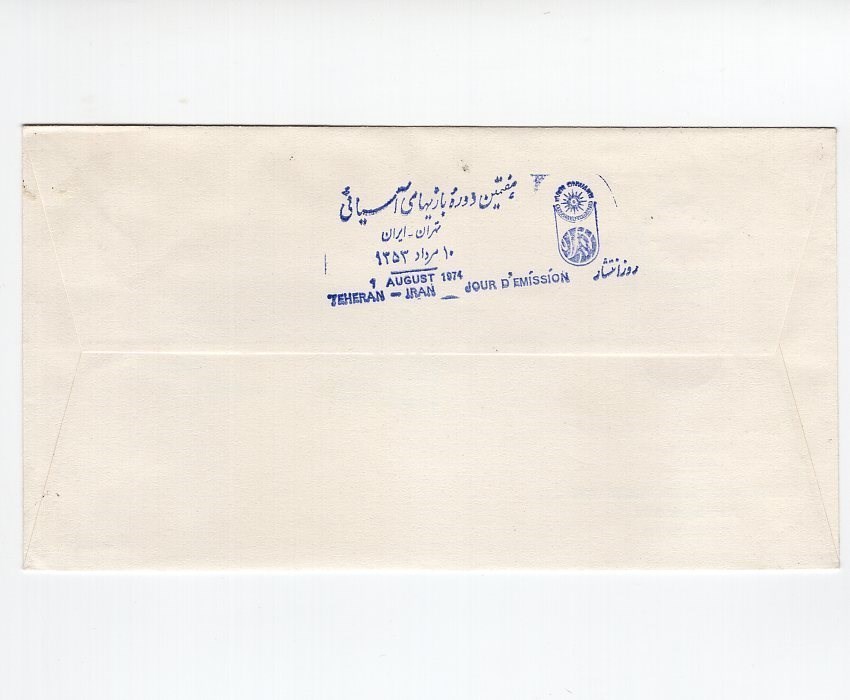 هفتمین دورهٔ بازیهای آسیائی
تهران - ایران
۱۰ مرداد ۱۳۵۳
1 AUGUST 1974
TEHERAN - IRAN
JOUR D'EMISSION
روز انتشار